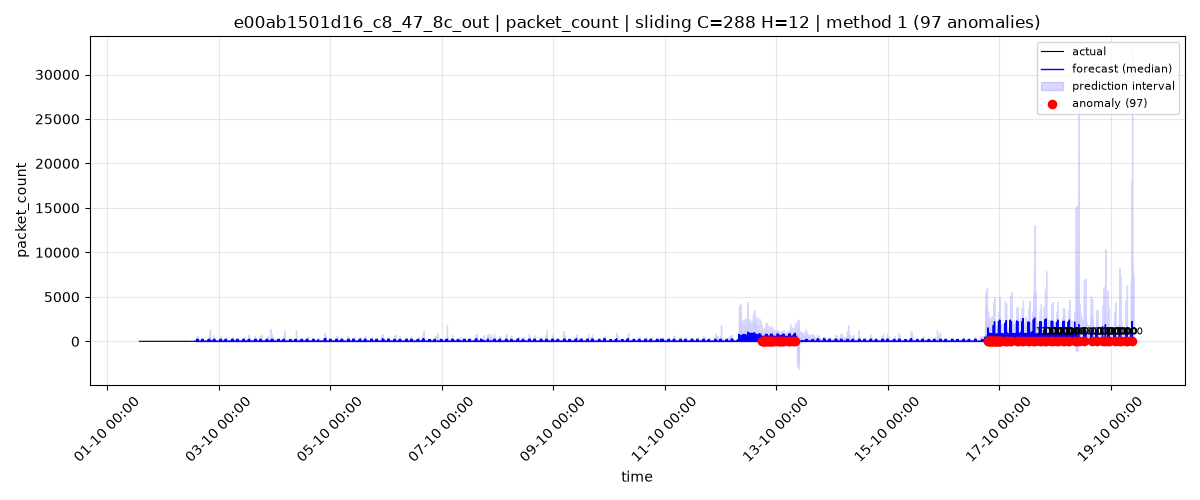 e00ab1501d16_c8_47_8c_out | packet_count | sliding C=288 H=12 | method 1 (97 anomalies)
actual
forecast (median)
prediction interval
anomaly (97)
packet_count
30000
25000
20000
15000
10000
5000
0
01-10 00:00
03-10 00:00
05-10 00:00
07-10 00:00
09-10 00:00
11-10 00:00
13-10 00:00
15-10 00:00
17-10 00:00
19-10 00:00
time